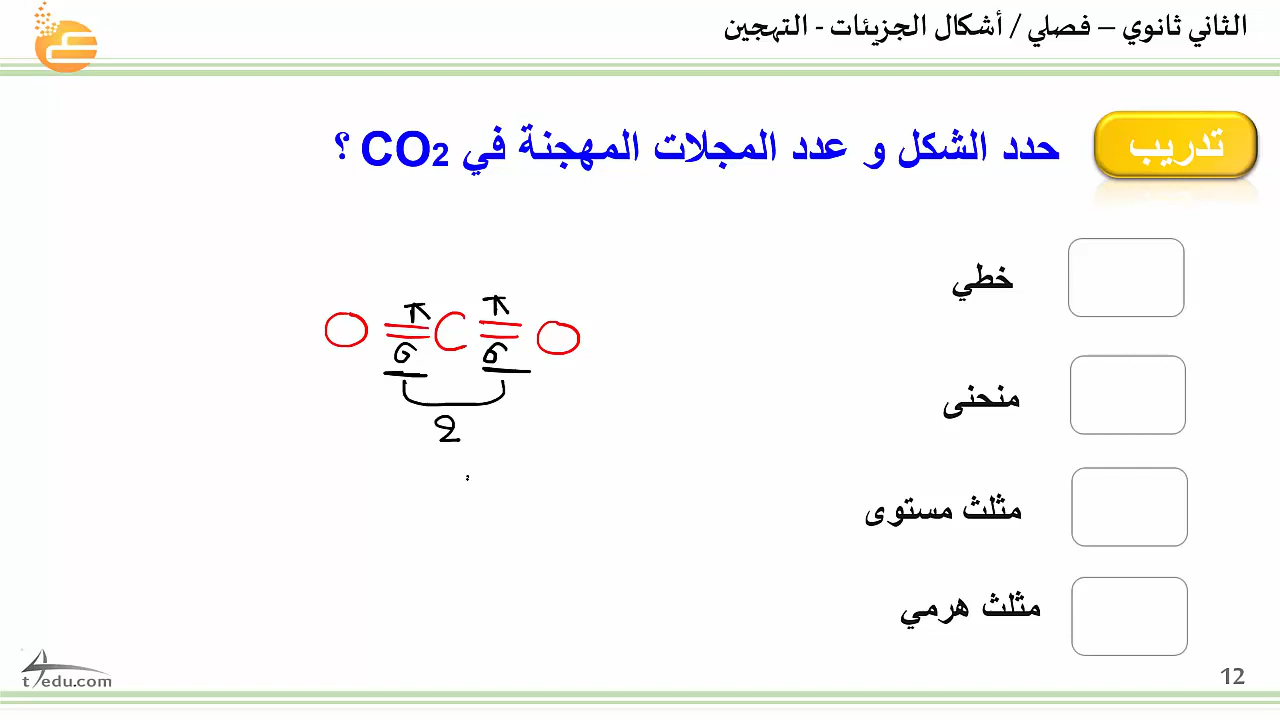 الثاني ثانوي – فصلي / أشكال الجزيئات - التهجين
تدريب
حدد الشكل و عدد المجلات المهجنة في CO2 ؟
خطي
منحنى
مثلث مستوى
مثلث هرمي
π π
O = C = O
σ σ
2
t4edu.com
12